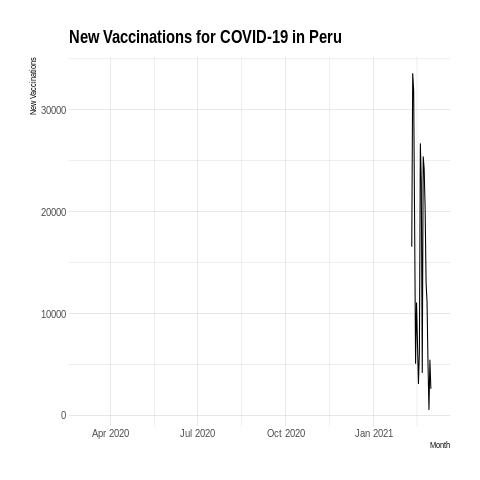 New Vaccinations for COVID-19 in Peru
New Vaccinations
30000
20000
10000
0
Apr 2020
Jul 2020
Oct 2020
Jan 2021
Month